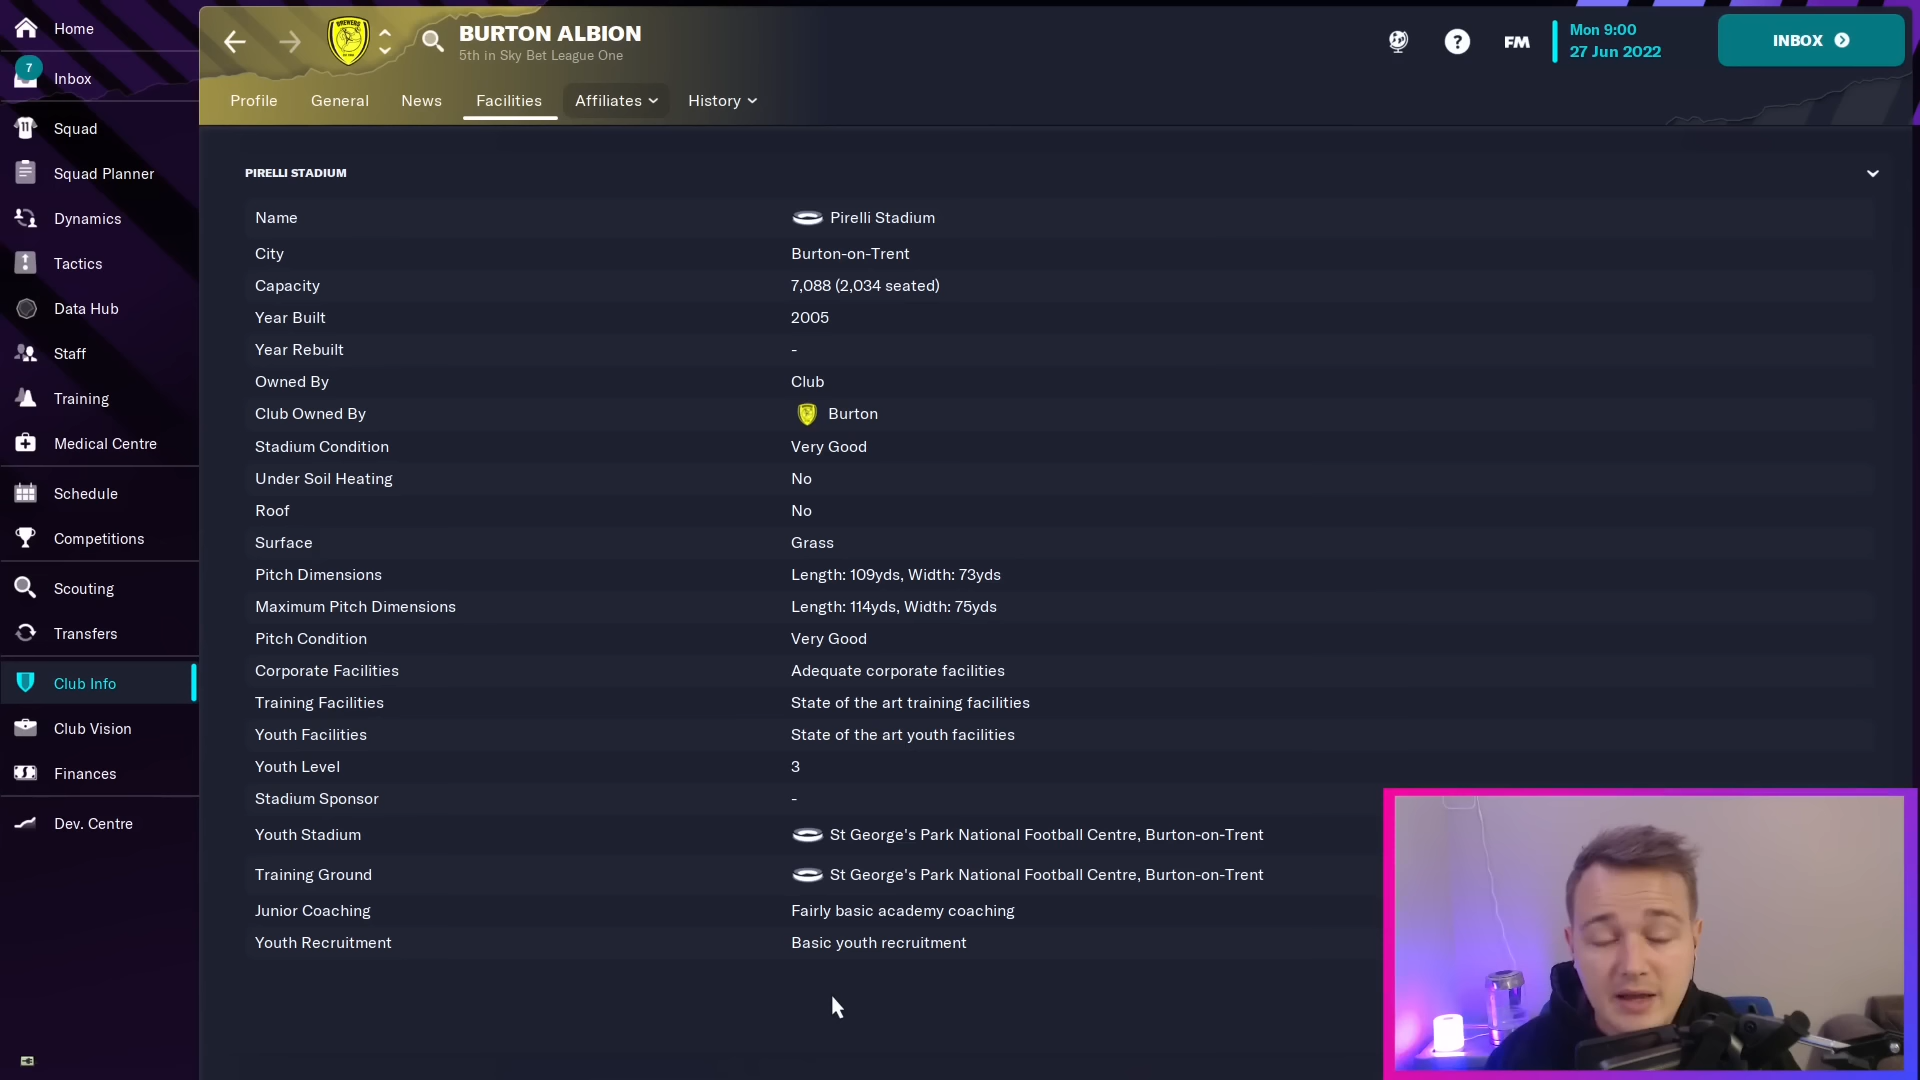 Home
7
Inbox
11
Squad
Squad Planner
Dynamics
Tactics
Data Hub
Staff
Training
Medical Centre
Schedule
Competitions
Scouting
Transfers
Club Info
Club Vision
Finances
Dev. Centre
BREWERS
BURTON ALBION
5th in Sky Bet League One
?
FM
Mon 9:00
27 Jun 2022
INBOX
Profile
General
News
Facilities
Affiliates
History
PIRELLI STADIUM
Name Pirelli Stadium
City Burton-on-Trent
Capacity 7,088 (2,034 seated)
Year Built 2005
Year Rebuilt -
Owned By Club
Club Owned By Burton
Stadium Condition Very Good
Under Soil Heating No
Roof No
Surface Grass
Pitch Dimensions Length: 109yds, Width: 73yds
Maximum Pitch Dimensions Length: 114yds, Width: 75yds
Pitch Condition Very Good
Corporate Facilities Adequate corporate facilities
Training Facilities State of the art training facilities
Youth Facilities State of the art youth facilities
Youth Level 3
Stadium Sponsor -
Youth Stadium St George's Park National Football Centre, Burton-on-Trent
Training Ground St George's Park National Football Centre, Burton-on-Trent
Junior Coaching Fairly basic academy coaching
Youth Recruitment Basic youth recruitment